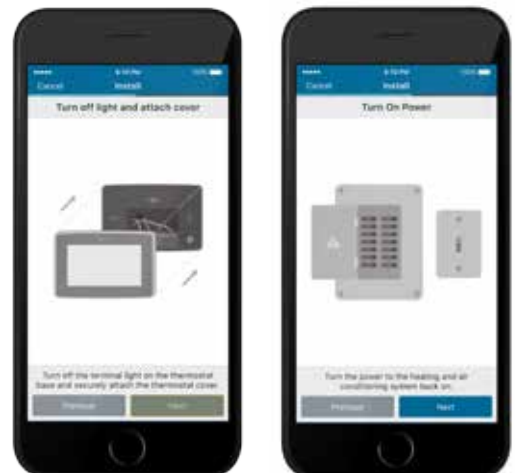 Cancel
Install
Turn off light and attach cover
Turn off the terminal light on the thermostat
base and securely attach the thermostat cover.
Previous
Next
Cancel
Install
Turn On Power
Turn the power to the heating and air
conditioning system back on.
Previous
Next